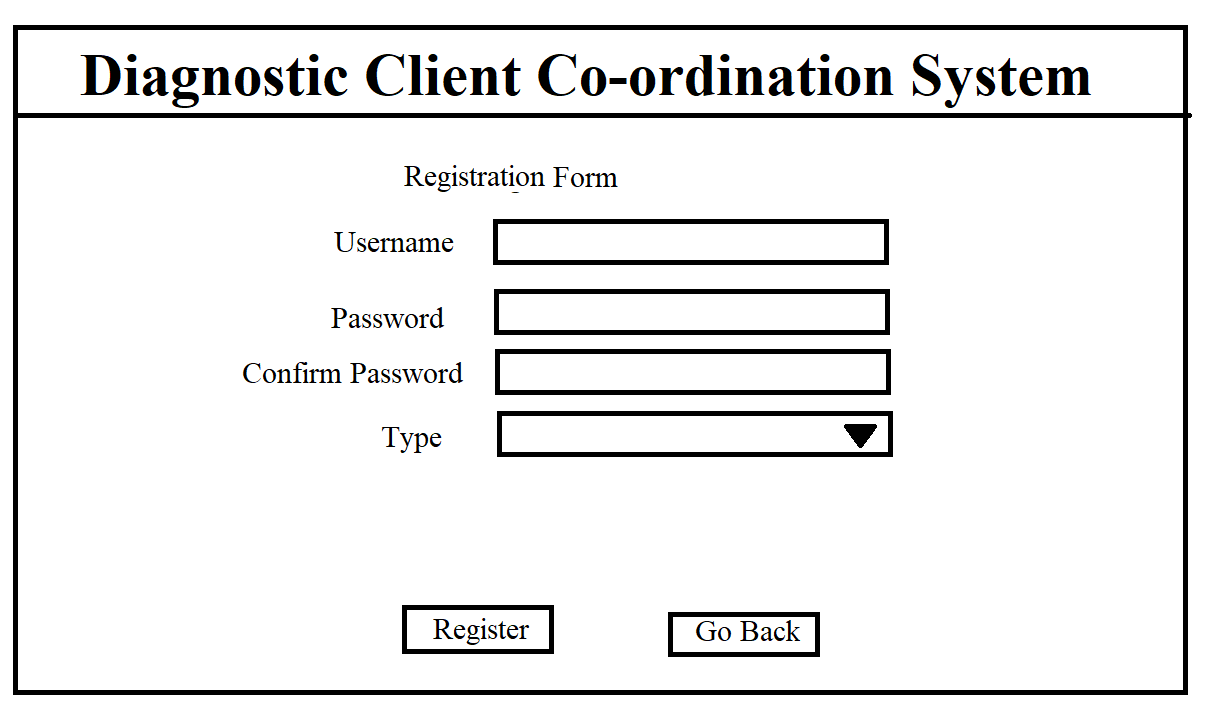 Diagnostic Client Co-ordination System
Registration Form
Username
Password
Confirm Password
Type
Register
Go Back